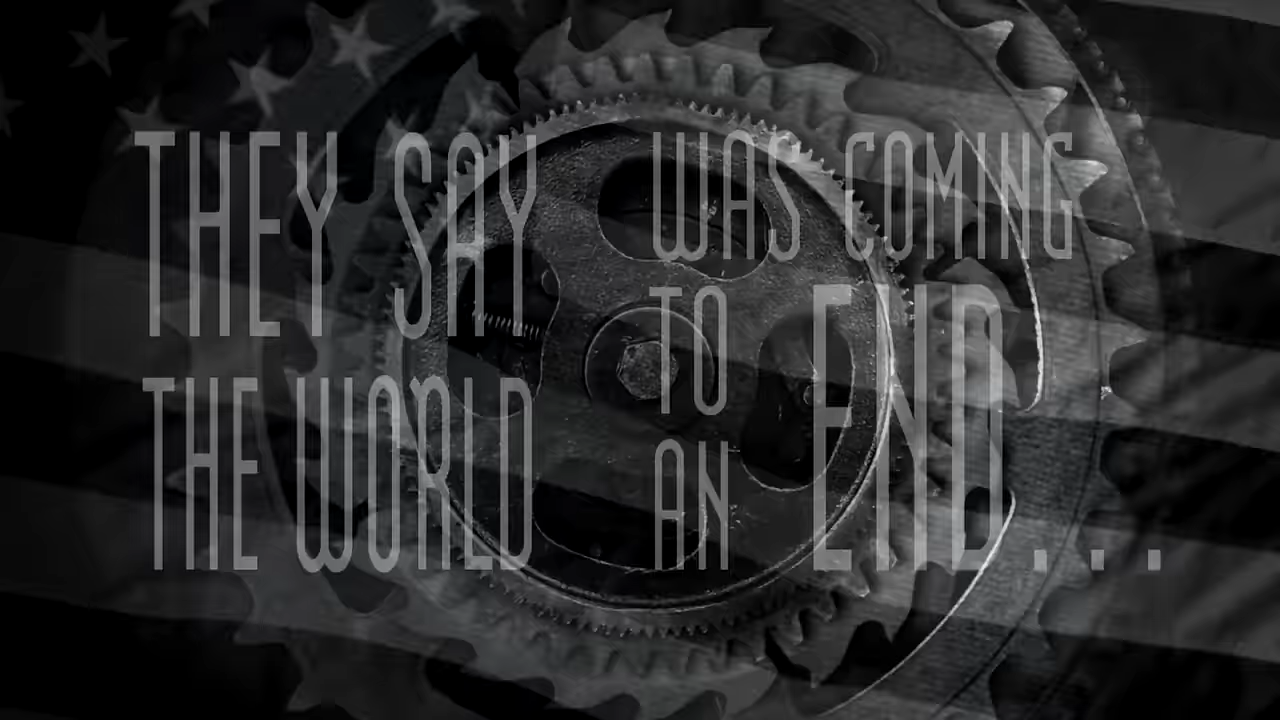 THEY SAY
THE WORLD
WAS COMING
TO
AN END...